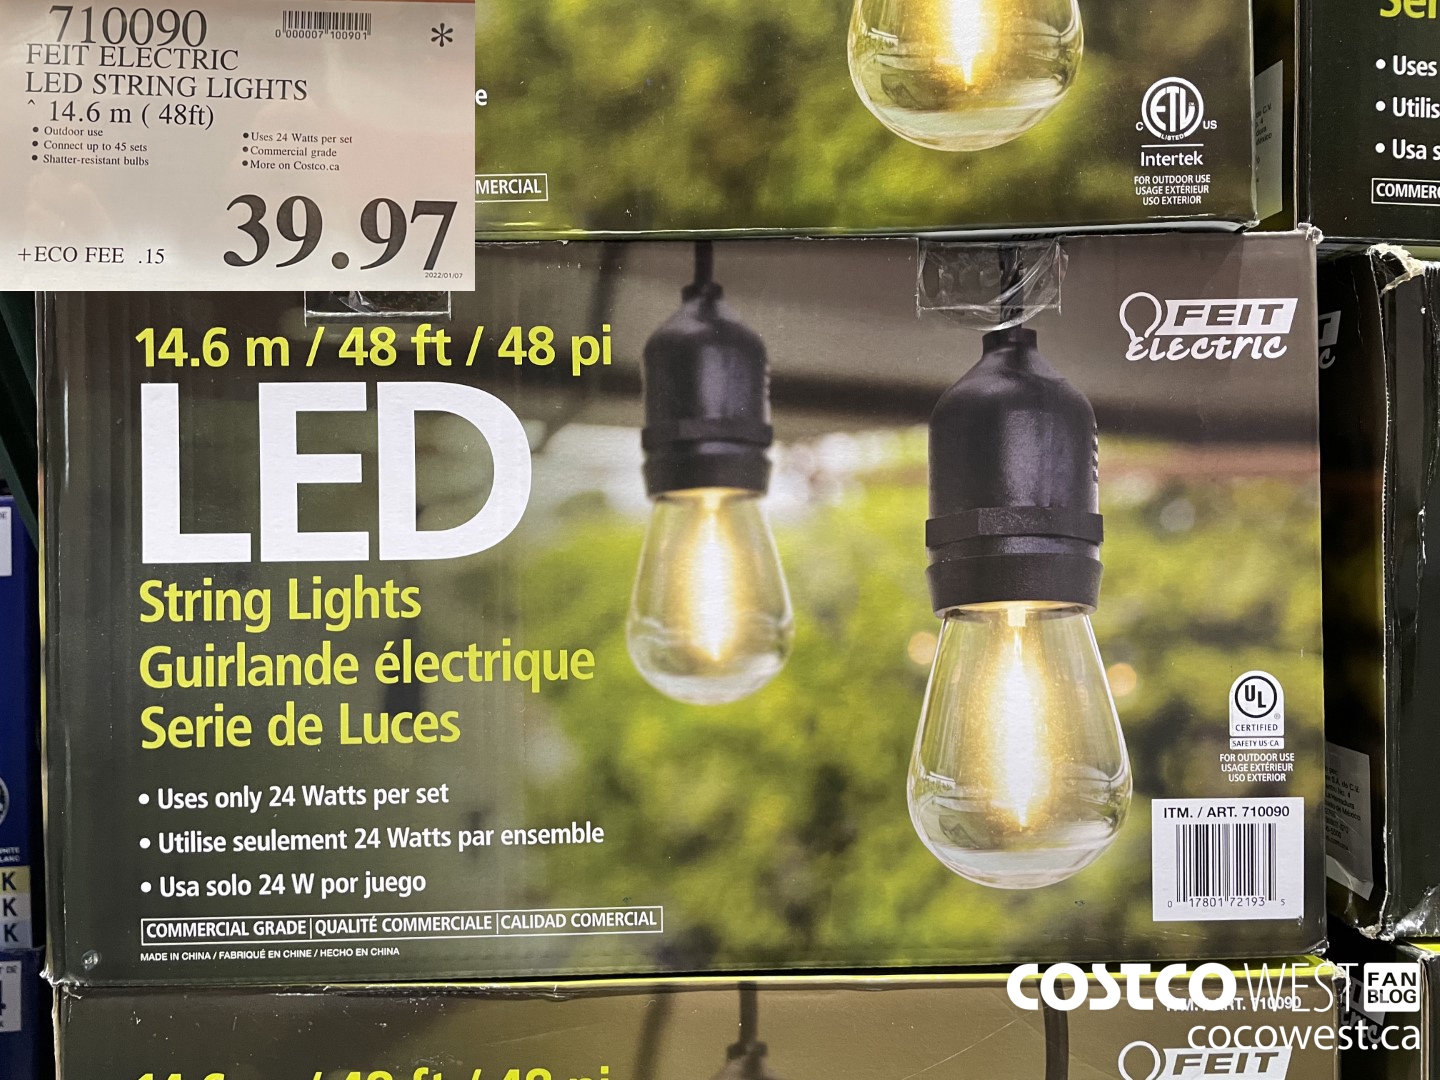 710090
0 000007 100901
*
FEIT ELECTRIC
LED STRING LIGHTS
^ 14.6 m ( 48ft)
• Outdoor use
• Connect up to 45 sets
• Shatter-resistant bulbs
• Uses 24 Watts per set
• Commercial grade
• More on Costco.ca
39.97
+ECO FEE .15
2022/01/07
MERCIAL
C ETL US
LISTED
Intertek
FOR OUTDOOR USE
USAGE EXTÉRIEUR
USO EXTERIOR
• Uses
• Utilis
• Usa s
14.6 m / 48 ft / 48 pi
LED
String Lights
Guirlande électrique
Serie de Luces
• Uses only 24 Watts per set
• Utilise seulement 24 Watts par ensemble
• Usa solo 24 W por juego
COMMERCIAL GRADE | QUALITÉ COMMERCIALE | CALIDAD COMERCIAL
MADE IN CHINA / FABRIQUÉ EN CHINE / HECHO EN CHINA
FEIT
Electric
UL
CERTIFIED
SAFETY US-CA
FOR OUTDOOR USE
USAGE EXTÉRIEUR
USO EXTERIOR
ITM. / ART. 710090
0 17801 72193 5
COSTCO WEST
FAN
BLOG
cocowest.ca
FEIT